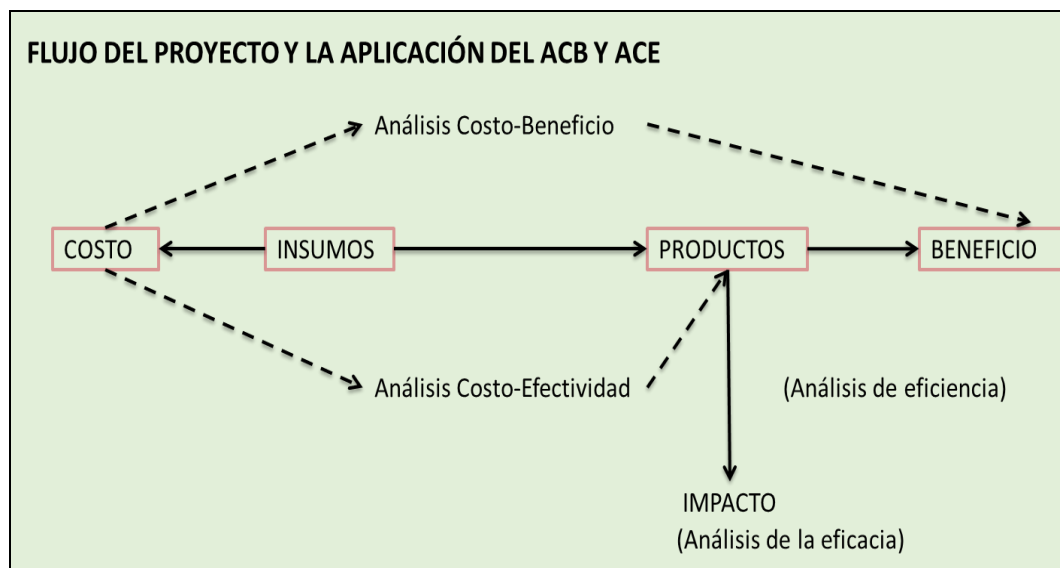 FLUJO DEL PROYECTO Y LA APLICACIÓN DEL ACB Y ACE
Análisis Costo-Beneficio
COSTO
INSUMOS
PRODUCTOS
BENEFICIO
Análisis Costo-Efectividad
(Análisis de eficiencia)
IMPACTO
(Análisis de la eficacia)